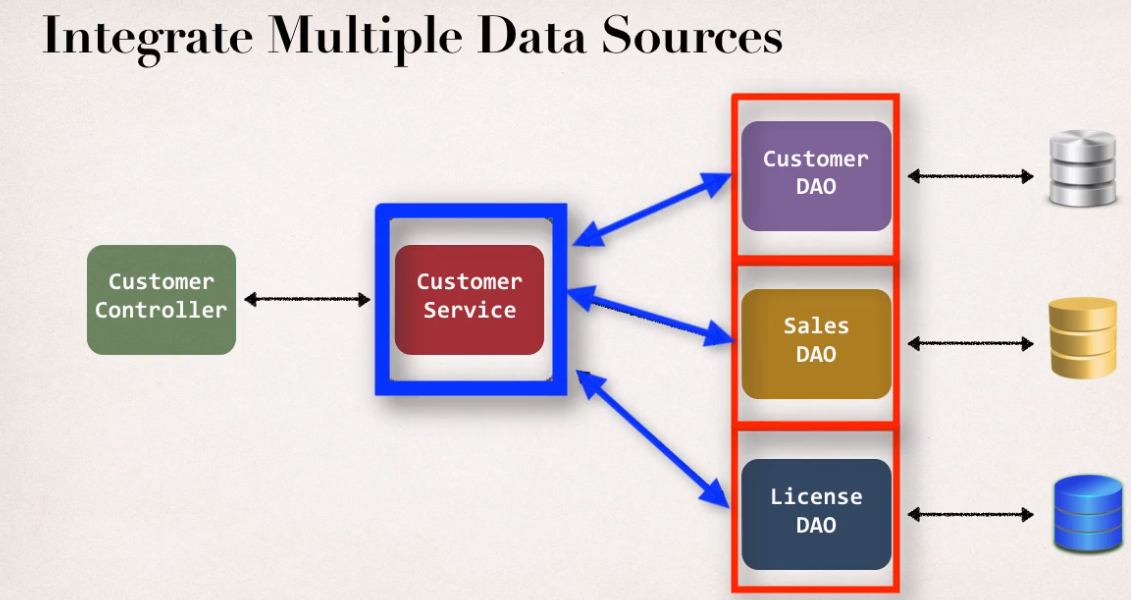 Integrate Multiple Data Sources
Customer
Controller
Customer
Service
Customer
DAO
Sales
DAO
License
DAO